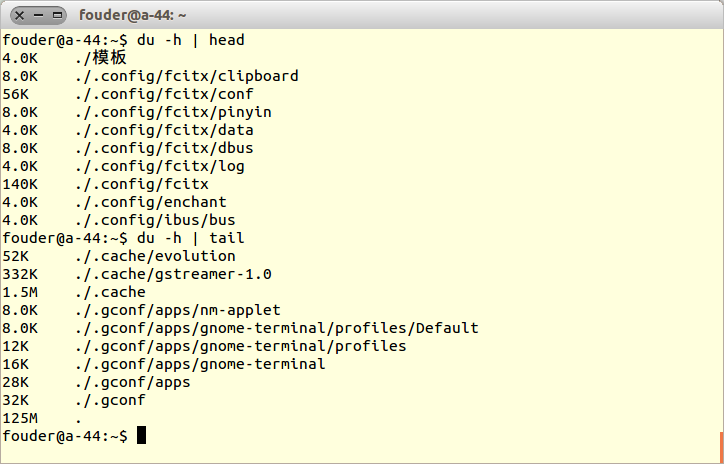 fouder@a-44: ~
fouder@a-44:~$ du -h | head
4.0K    ./模板
8.0K    ./.config/fcitx/clipboard
56K     ./.config/fcitx/conf
8.0K    ./.config/fcitx/pinyin
4.0K    ./.config/fcitx/data
8.0K    ./.config/fcitx/dbus
4.0K    ./.config/fcitx/log
140K    ./.config/fcitx
4.0K    ./.config/enchant
4.0K    ./.config/ibus/bus
fouder@a-44:~$ du -h | tail
52K     ./.cache/evolution
332K    ./.cache/gstreamer-1.0
1.5M    ./.cache
8.0K    ./.gconf/apps/nm-applet
8.0K    ./.gconf/apps/gnome-terminal/profiles/Default
12K     ./.gconf/apps/gnome-terminal/profiles
16K     ./.gconf/apps/gnome-terminal
28K     ./.gconf/apps
32K     ./.gconf
125M    .
fouder@a-44:~$